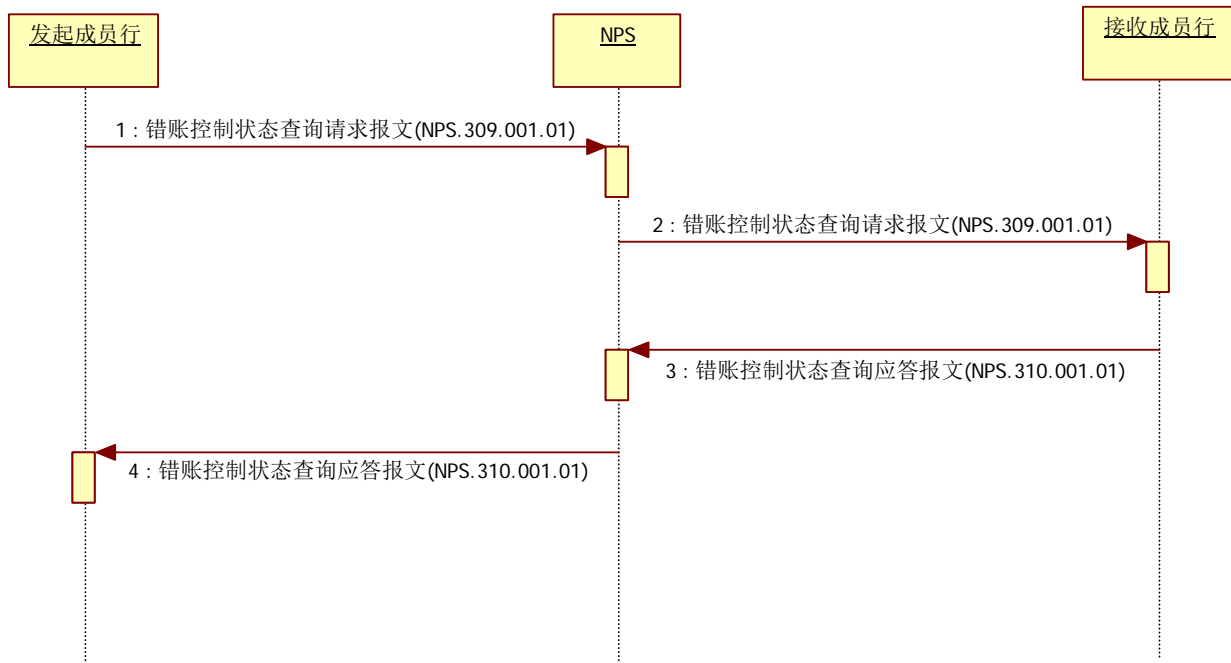 发起成员行
NPS
接收成员行
1 : 错账控制状态查询请求报文(NPS.309.001.01)
2 : 错账控制状态查询请求报文(NPS.309.001.01)
3 : 错账控制状态查询应答报文(NPS.310.001.01)
4 : 错账控制状态查询应答报文(NPS.310.001.01)